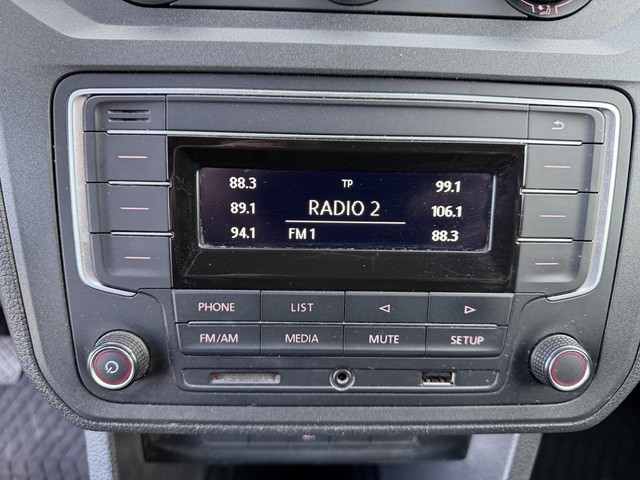 88.3 TP 99.1
89.1 RADIO 2 106.1
94.1 FM 1 88.3
PHONE LIST
FM/AM MEDIA MUTE SETUP